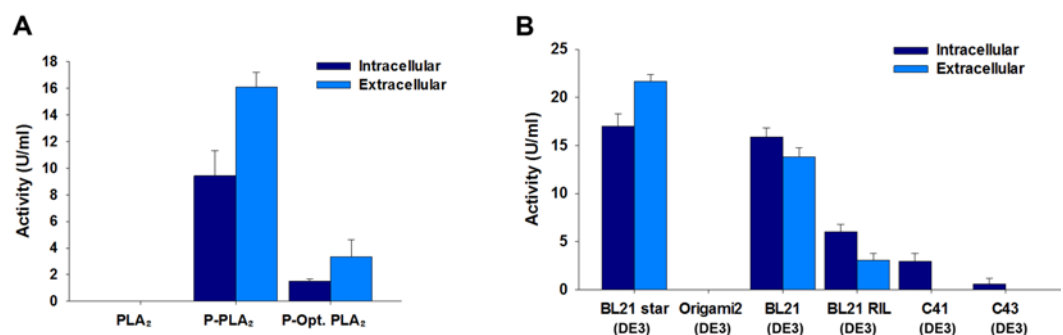 A
18
16
14
12
10
8
6
4
2
0
Activity (U/ml)
Intracellular
Extracellular
PLA₂ P-PLA₂ P-Opt. PLA₂
B
25
20
15
10
5
0
Activity (U/ml)
Intracellular
Extracellular
BL21 star Origami2 BL21 BL21 RIL C41 C43
(DE3) (DE3) (DE3) (DE3) (DE3) (DE3)